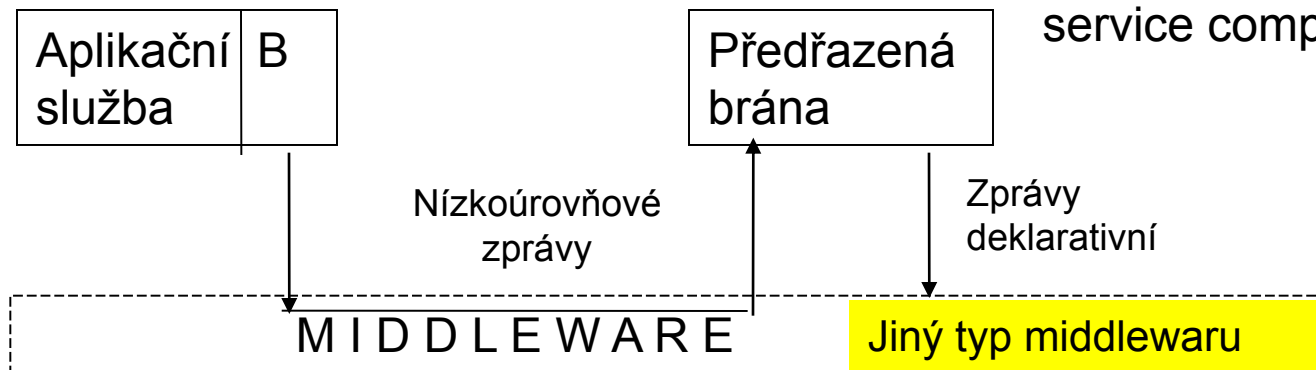 Aplikační B
služba
Předřazená
brána
service comp
Nízkoúrovňové
zprávy
Zprávy
deklarativní
M I D D L E W A R E
Jiný typ middlewaru